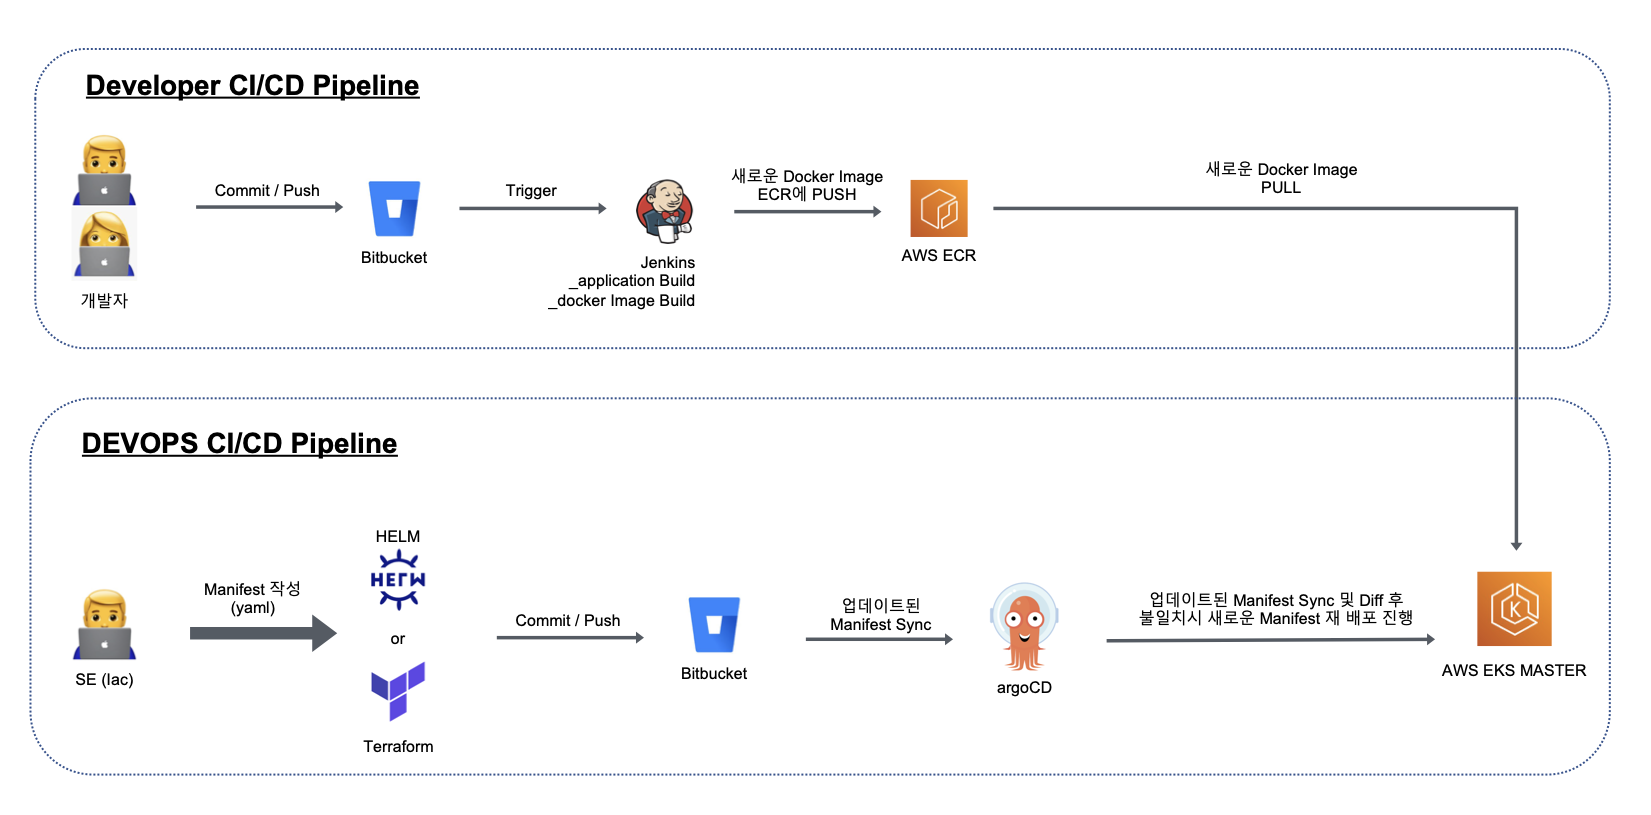 Developer CI/CD Pipeline
Commit / Push
Trigger
새로운 Docker Image
ECR에 PUSH
새로운 Docker Image
PULL
Bitbucket
AWS ECR
Jenkins
_application Build
_docker Image Build
개발자
DEVOPS CI/CD Pipeline
HELM
HELM
Manifest 작성
(yaml)
or
Commit / Push
업데이트된
Manifest Sync
업데이트된 Manifest Sync 및 Diff 후
불일치시 새로운 Manifest 재 배포 진행
K
SE (Iac)
Bitbucket
argoCD
AWS EKS MASTER
Terraform